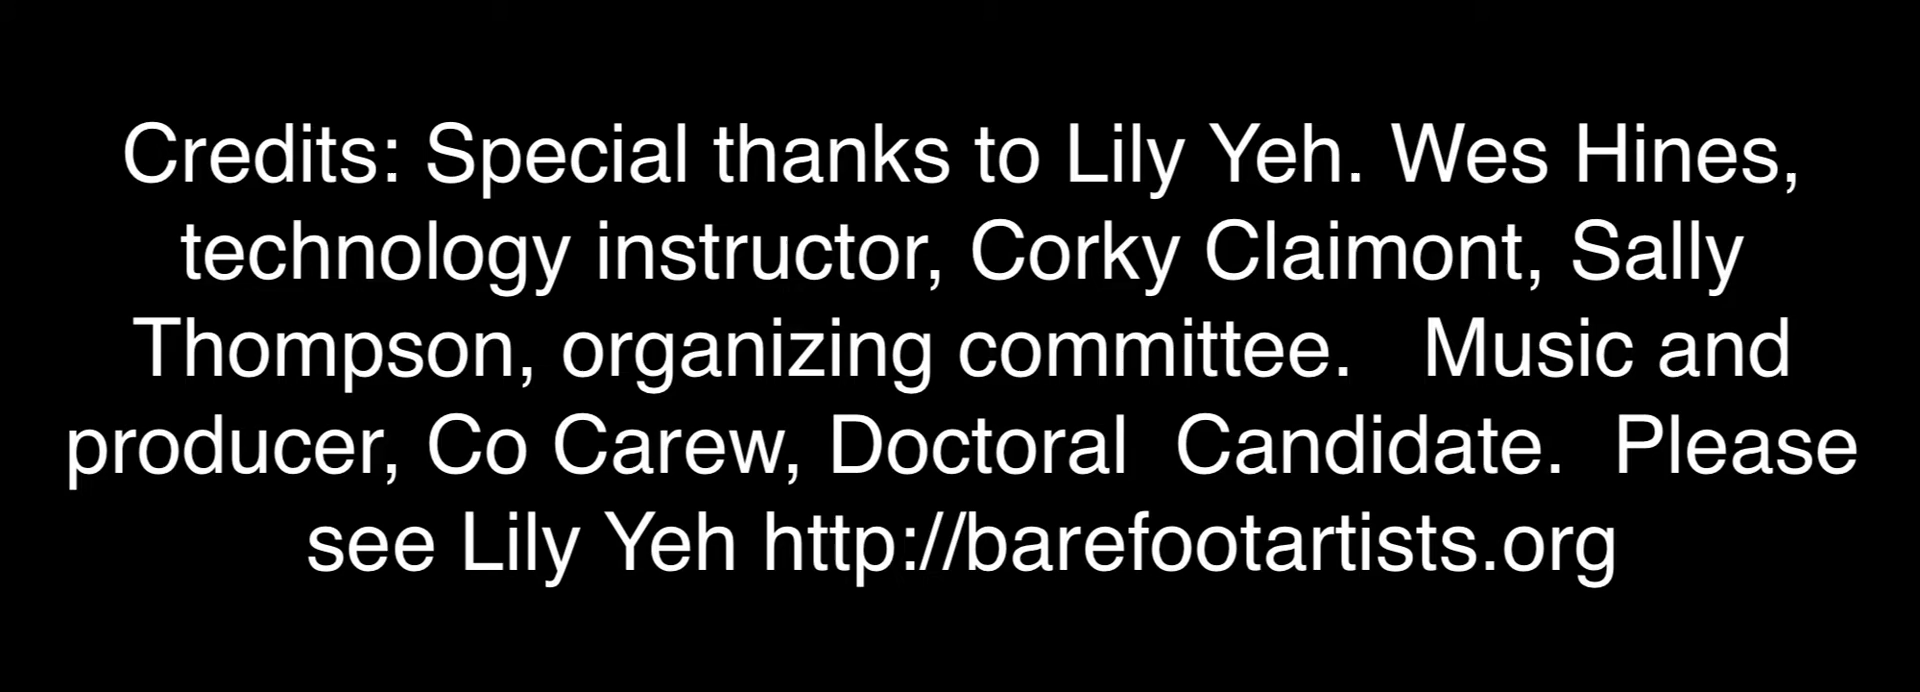 Credits: Special thanks to Lily Yeh. Wes Hines,
technology instructor, Corky Claimont, Sally
Thompson, organizing committee.   Music and
producer, Co Carew, Doctoral  Candidate.  Please
see Lily Yeh http://barefootartists.org